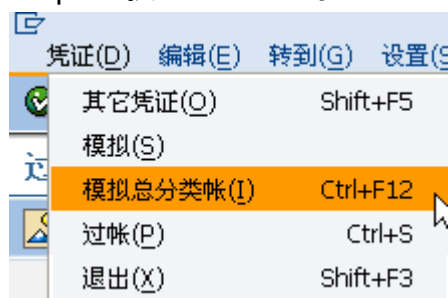 凭证(D) 编辑(E) 转到(G) 设置(S
其它凭证(O) Shift+F5
模拟(S)
过
模拟总分类帐(I) Ctrl+F12
过帐(P) Ctrl+S
退出(X) Shift+F3